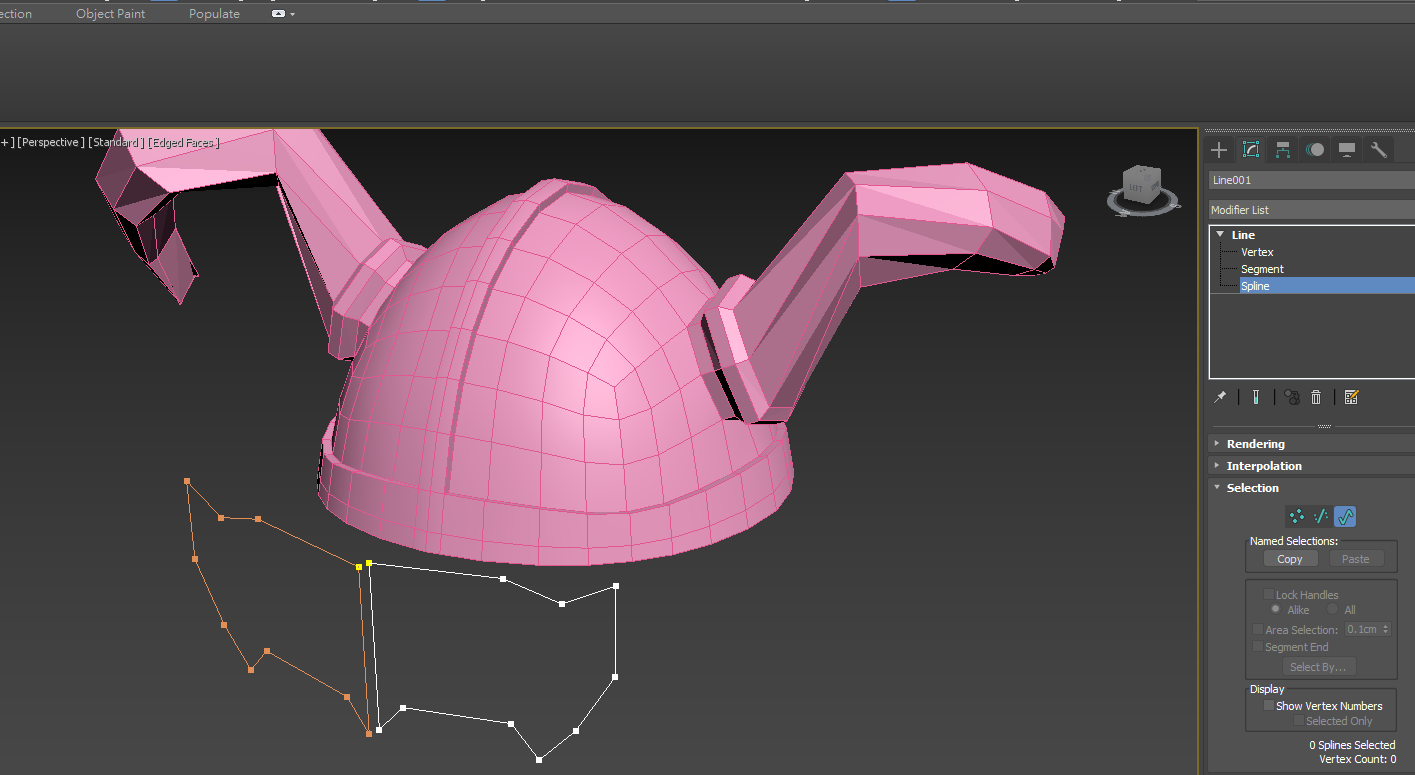 ection Object Paint Populate
+ ] [Perspective ] [Standard ] [Edged Faces ]
Line001
Modifier List
Line
Vertex
Segment
Spline
Rendering
Interpolation
Selection
Named Selections:
Copy Paste
Lock Handles
Alike All
Area Selection: 0.1cm
Segment End
Select By...
Display
Show Vertex Numbers
Selected Only
0 Splines Selected
Vertex Count: 0